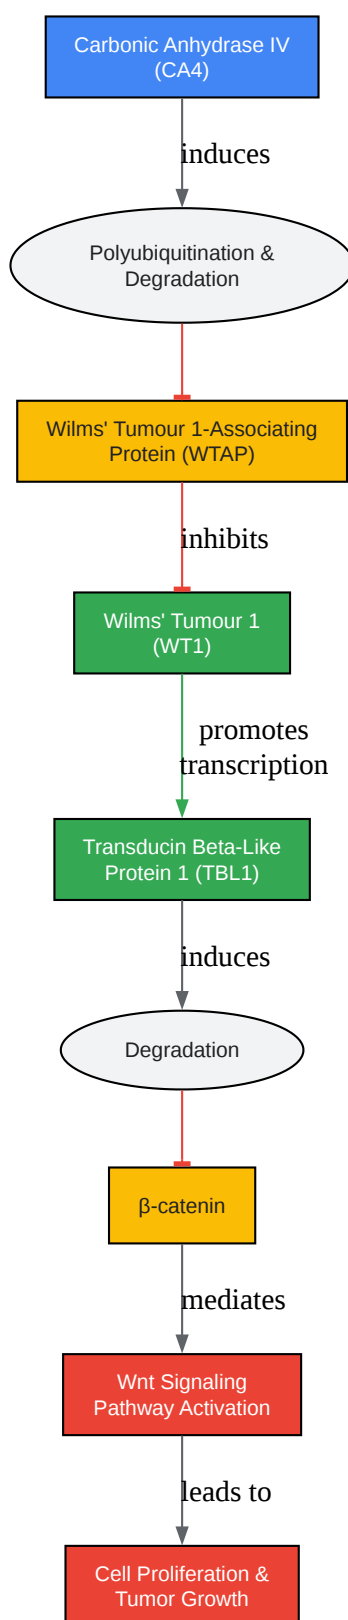 Carbonic Anhydrase IV
(CA4)
induces
Polyubiquitination &
Degradation
Wilms' Tumour 1-Associating
Protein (WTAP)
inhibits
Wilms' Tumour 1
(WT1)
promotes
transcription
Transducin Beta-Like
Protein 1 (TBL1)
induces
Degradation
β-catenin
mediates
Wnt Signaling
Pathway Activation
leads to
Cell Proliferation &
Tumor Growth